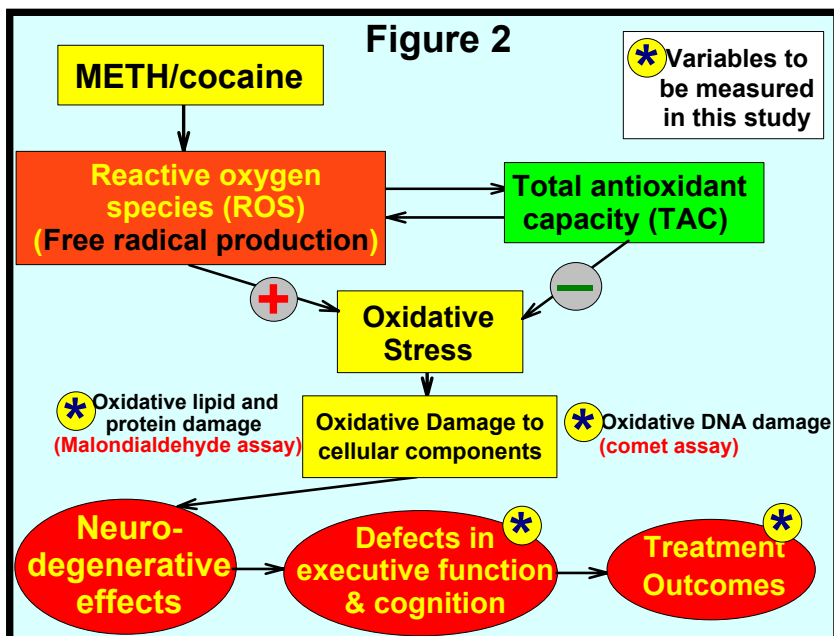 Figure 2
METH/cocaine
* Variables to
be measured
in this study
Reactive oxygen
species (ROS)
(Free radical production)
Total antioxidant
capacity (TAC)
+
−
Oxidative
Stress
* Oxidative lipid and
protein damage
(Malondialdehyde assay)
Oxidative Damage to
cellular components
* Oxidative DNA damage
(comet assay)
Neuro-
degenerative
effects
*
Defects in
executive function
& cognition
*
Treatment
Outcomes